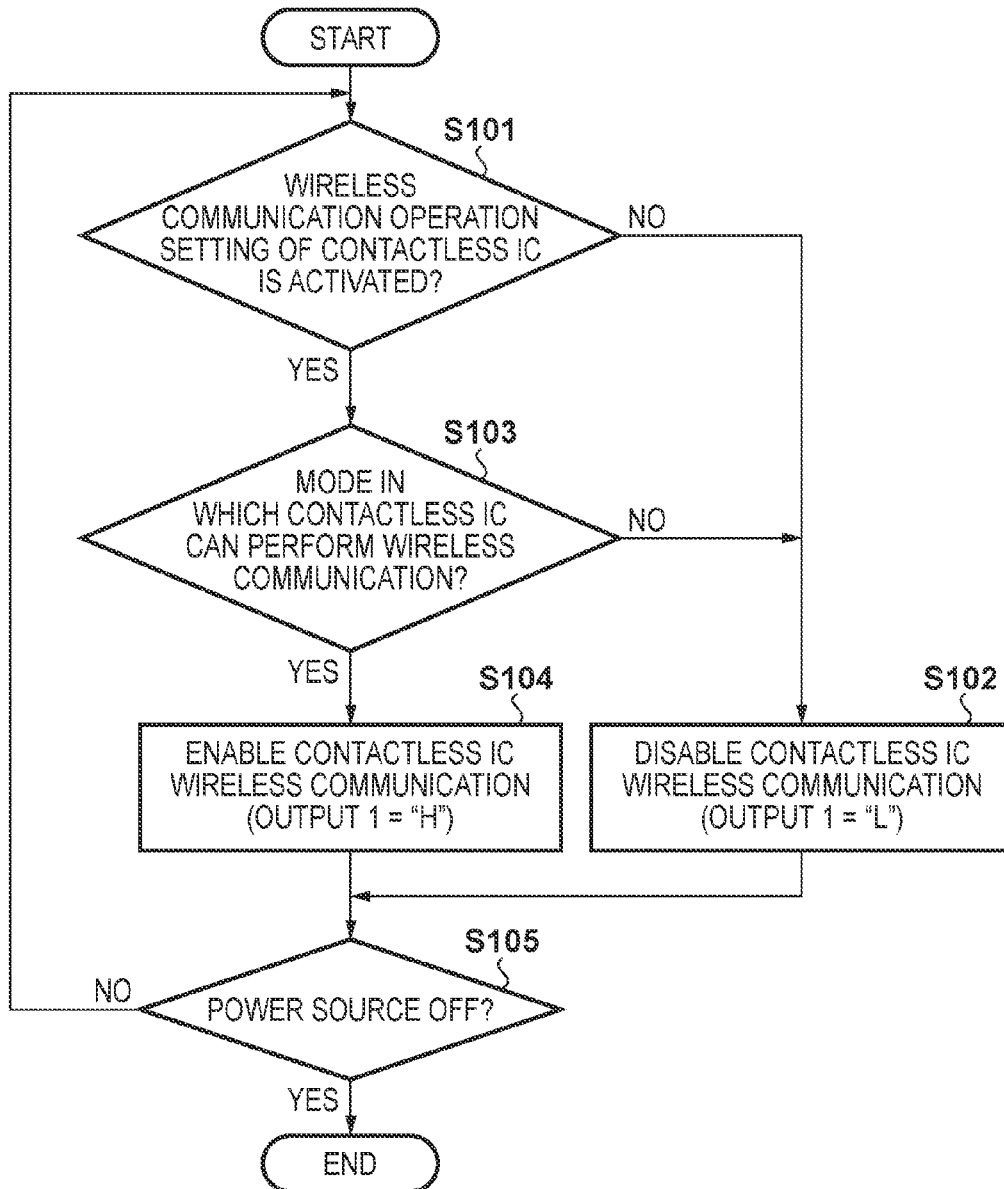 START
S101
WIRELESS
COMMUNICATION OPERATION
SETTING OF CONTACTLESS IC
IS ACTIVATED?
NO
YES
S103
MODE IN
WHICH CONTACTLESS IC
CAN PERFORM WIRELESS
COMMUNICATION?
NO
YES
S104
ENABLE CONTACTLESS IC
WIRELESS COMMUNICATION
(OUTPUT 1 = “H”)
S102
DISABLE CONTACTLESS IC
WIRELESS COMMUNICATION
(OUTPUT 1 = “L”)
S105
POWER SOURCE OFF?
NO
YES
END